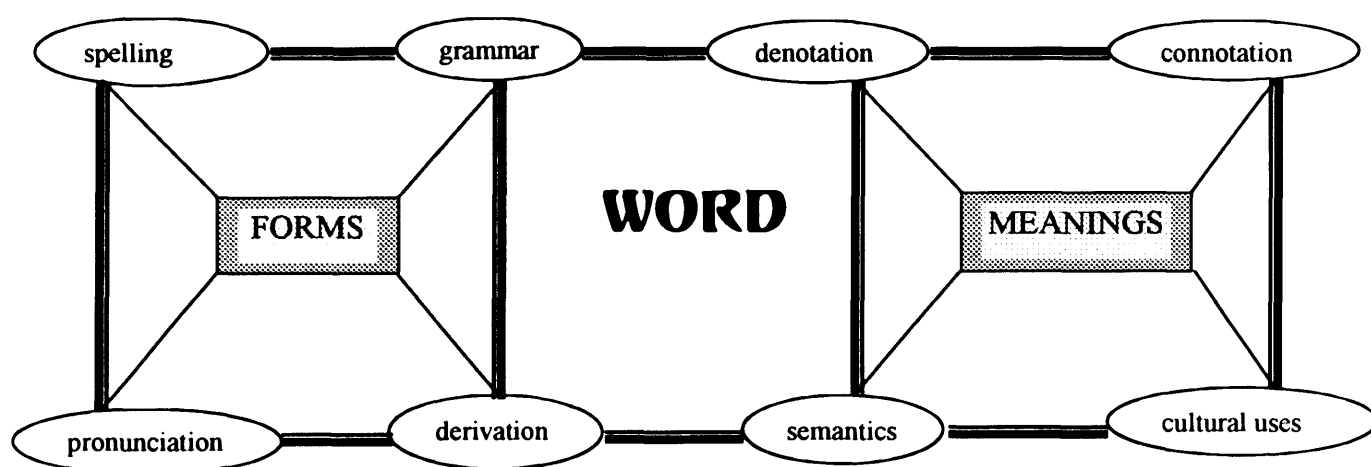 spelling
grammar
denotation
connotation
WORD
FORMS
MEANINGS
pronunciation
derivation
semantics
cultural uses